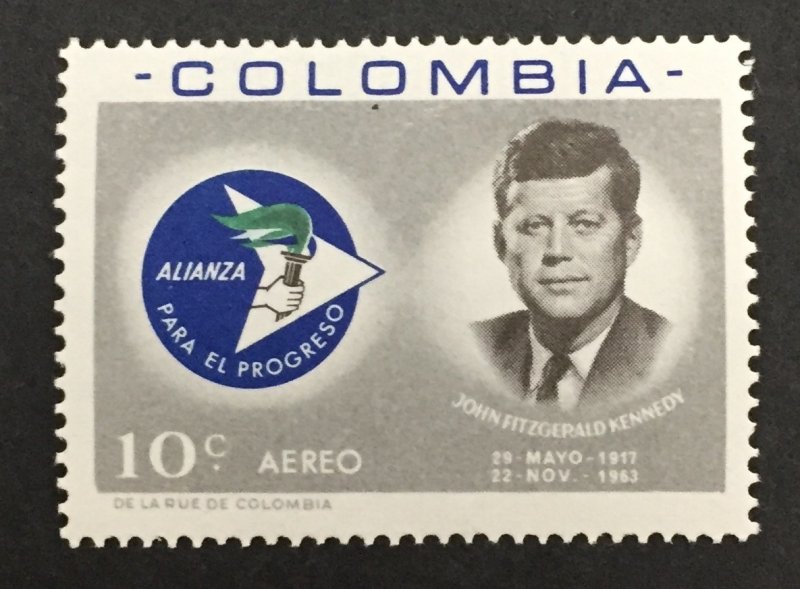 - COLOMBIA -
ALIANZA
PARA EL PROGRESO
JOHN FITZGERALD KENNEDY
29 - MAYO - 1917
22 - NOV. - 1963
10c AEREO
DE LA RUE DE COLOMBIA